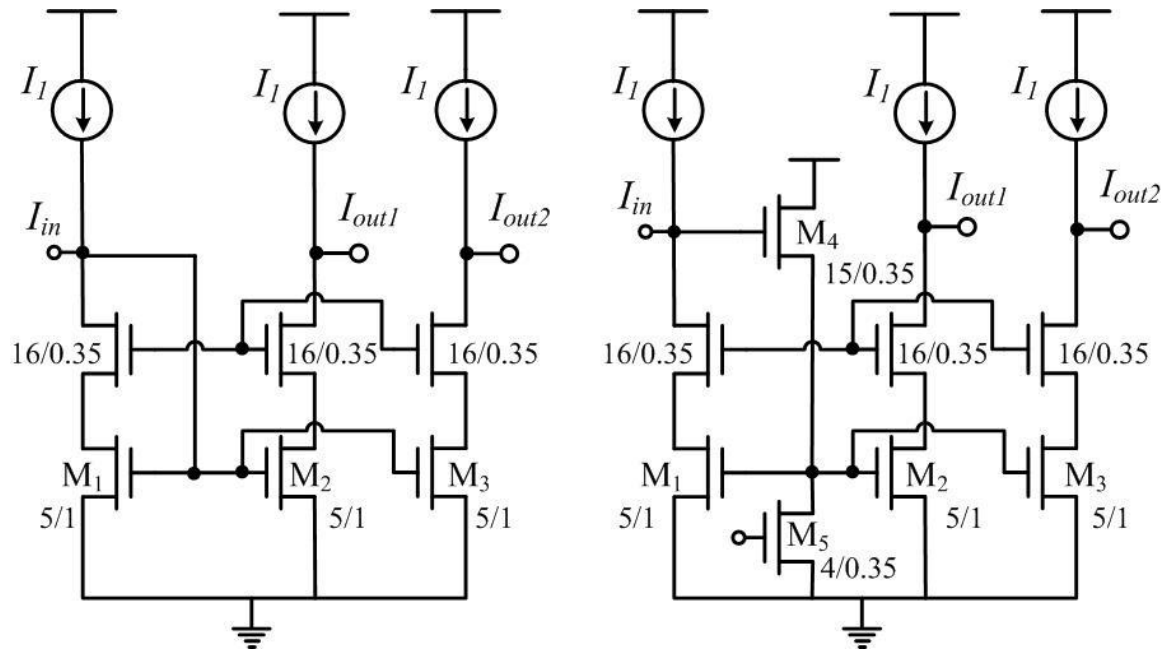 I1 I1 I1 I1 I1 I1
Iin Iout1 Iout2 Iin Iout1 Iout2
M4
15/0.35
16/0.35 16/0.35 16/0.35 16/0.35 16/0.35 16/0.35
M1 M2 M3 M1 M2 M3
5/1 5/1 5/1 5/1 5/1 5/1
M5
4/0.35